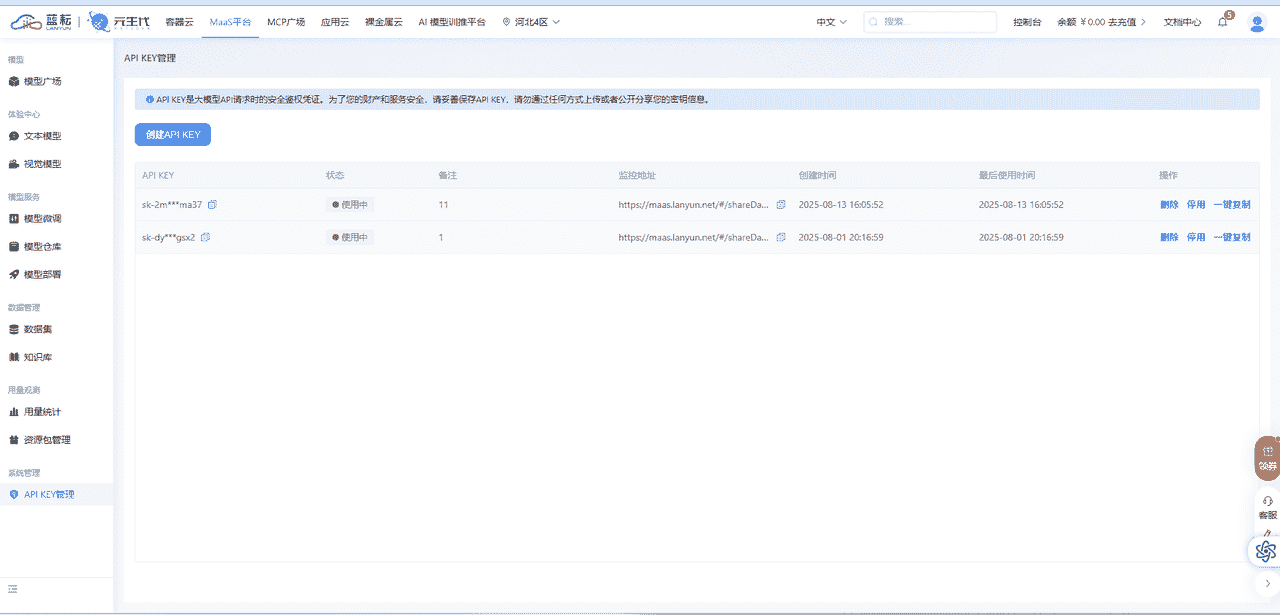 蓝耘 LANYUN 元生代 容器云 MaaS平台 MCP广场 应用云 裸金属云 AI 模型训推平台 河北4区 中文 搜索... 控制台 余额 ¥0.00 去充值 文档中心 5
模型
模型广场
体验中心
文本模型
视觉模型
模型服务
模型微调
模型仓库
模型部署
数据管理
数据集
知识库
用量观测
用量统计
资源包管理
系统管理
API KEY管理
API KEY管理
API KEY是大模型API请求时的安全鉴权凭证。为了您的财产和服务安全，请妥善保存API KEY，请勿通过任何方式上传或者公开分享您的密钥信息。
创建API KEY
API KEY 状态 备注 监控地址 创建时间 最后使用时间 操作
sk-2m***ma37 使用中 11 https://maas.lanyun.net/#/shareDa... 2025-08-13 16:05:52 2025-08-13 16:05:52 删除 停用 一键复制
sk-dy***gsx2 使用中 1 https://maas.lanyun.net/#/shareDa... 2025-08-01 20:16:59 2025-08-01 20:16:59 删除 停用 一键复制
领券
客服